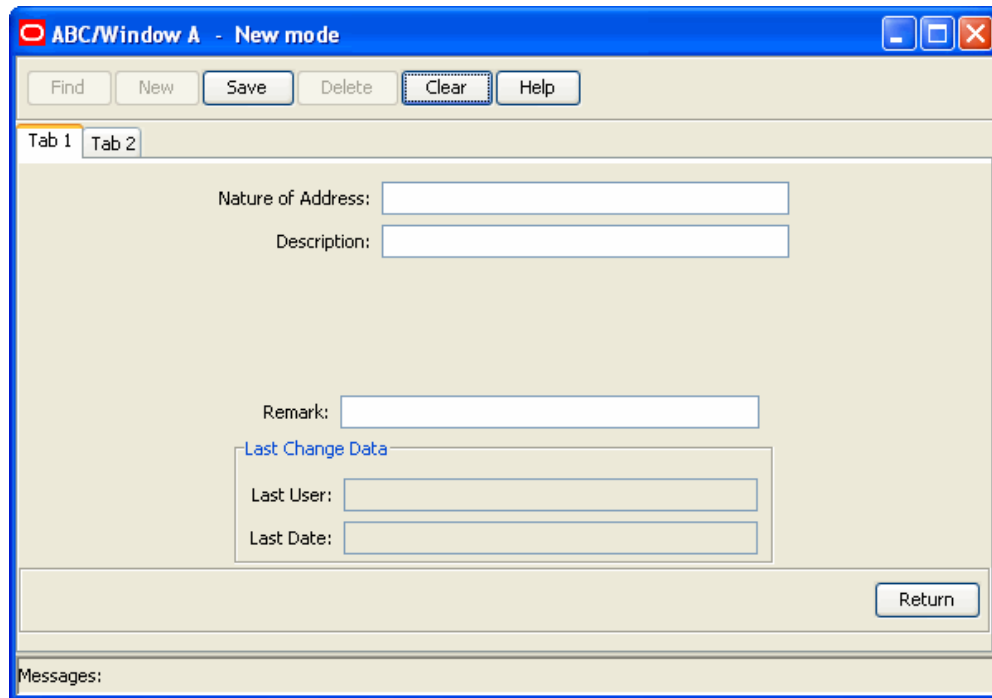 ABC/Window A - New mode
Find New Save Delete Clear Help
Tab 1 Tab 2
Nature of Address:
Description:
Remark:
Last Change Data
Last User:
Last Date:
Return
Messages: